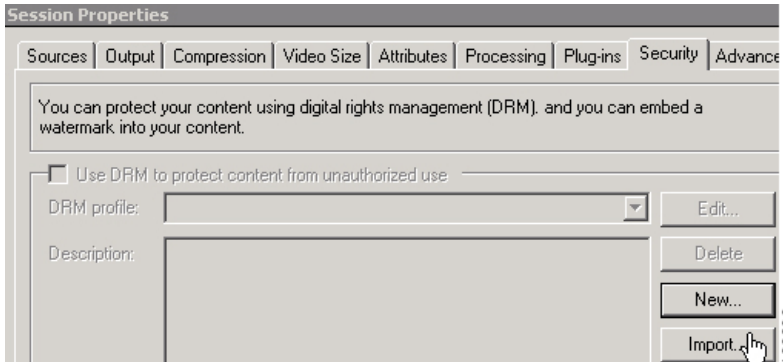 Session Properties
Sources Output Compression Video Size Attributes Processing Plug-ins Security Advance
You can protect your content using digital rights management (DRM). and you can embed a
watermark into your content.
Use DRM to protect content from unauthorized use
DRM profile:
Edit...
Description:
Delete
New...
Import...